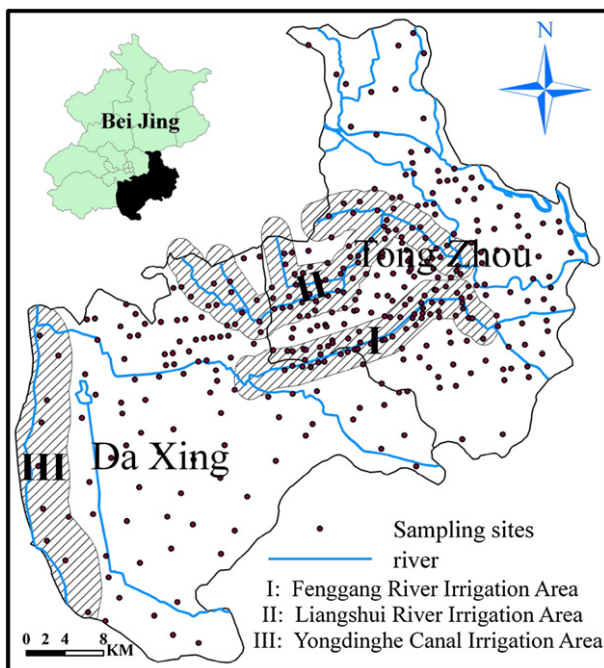 N
Bei Jing
Tong Zhou
II
I
Da Xing
III
Sampling sites
river
I: Fenggang River Irrigation Area
II: Liangshui River Irrigation Area
III: Yongdinghe Canal Irrigation Area
0 2 4 8
KM